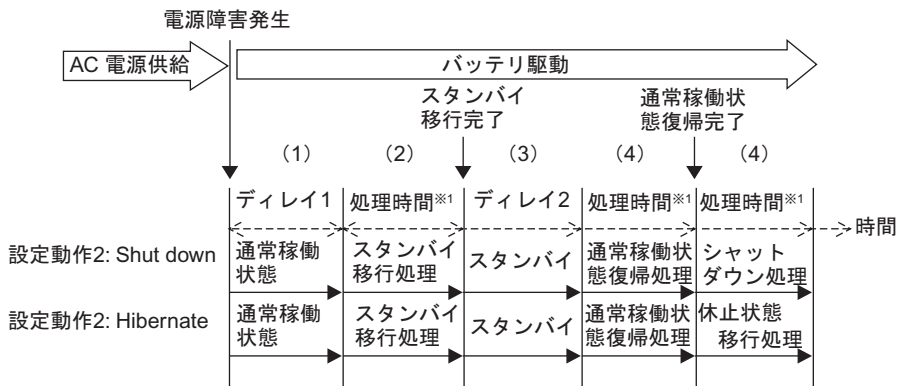 電源障害発生
AC 電源供給
バッテリ駆動
スタンバイ
移行完了
通常稼働状
態復帰完了
(1) (2) (3) (4) (4)
ディレイ1 処理時間※1 ディレイ2 処理時間※1 処理時間※1
時間
設定動作2: Shut down
通常稼働
状態
スタンバイ
移行処理
スタンバイ
通常稼働状
態復帰処理
シャット
ダウン処理
設定動作2: Hibernate
通常稼働
状態
スタンバイ
移行処理
スタンバイ
通常稼働状
態復帰処理
休止状態
移行処理